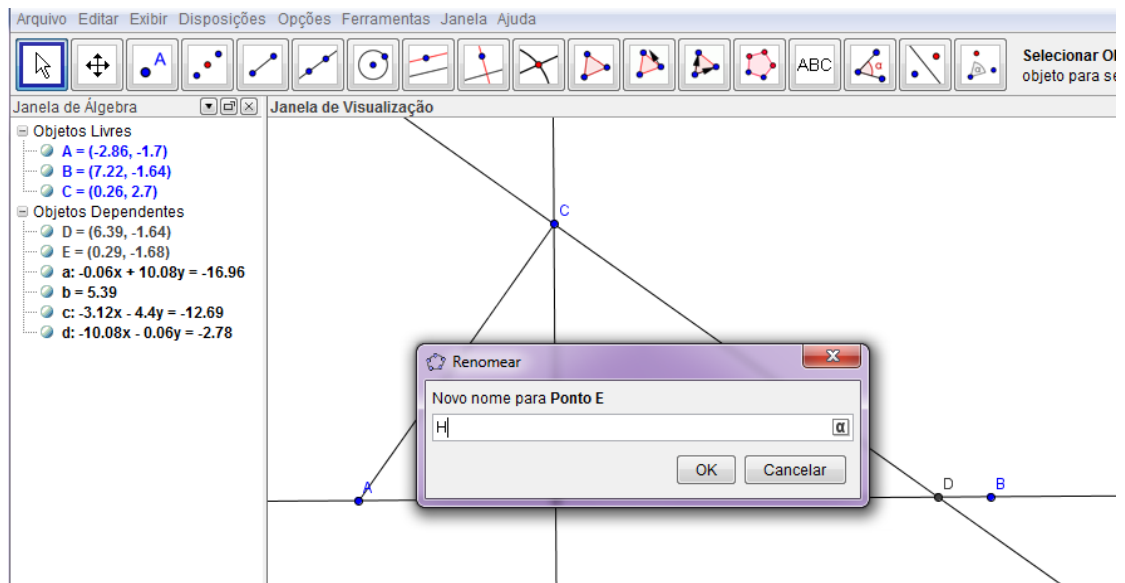 Arquivo Editar Exibir Disposições Opções Ferramentas Janela Ajuda
A
ABC
α
a
Selecionar Ob
objeto para se
Janela de Álgebra
Janela de Visualização
Objetos Livres
A = (-2.86, -1.7)
B = (7.22, -1.64)
C = (0.26, 2.7)
Objetos Dependentes
D = (6.39, -1.64)
E = (0.29, -1.68)
a: -0.06x + 10.08y = -16.96
b = 5.39
c: -3.12x - 4.4y = -12.69
d: -10.08x - 0.06y = -2.78
C
Renomear
Novo nome para Ponto E
H
α
OK Cancelar
A
D
B